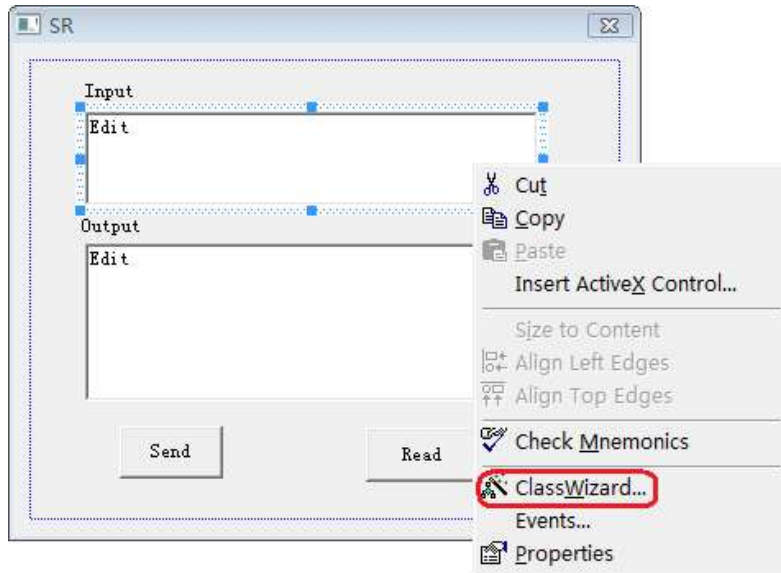 SR
Input
Edit
Output
Edit
Send
Read
Cut
Copy
Paste
Insert ActiveX Control...
Size to Content
Align Left Edges
Align Top Edges
Check Mnemonics
ClassWizard...
Events...
Properties